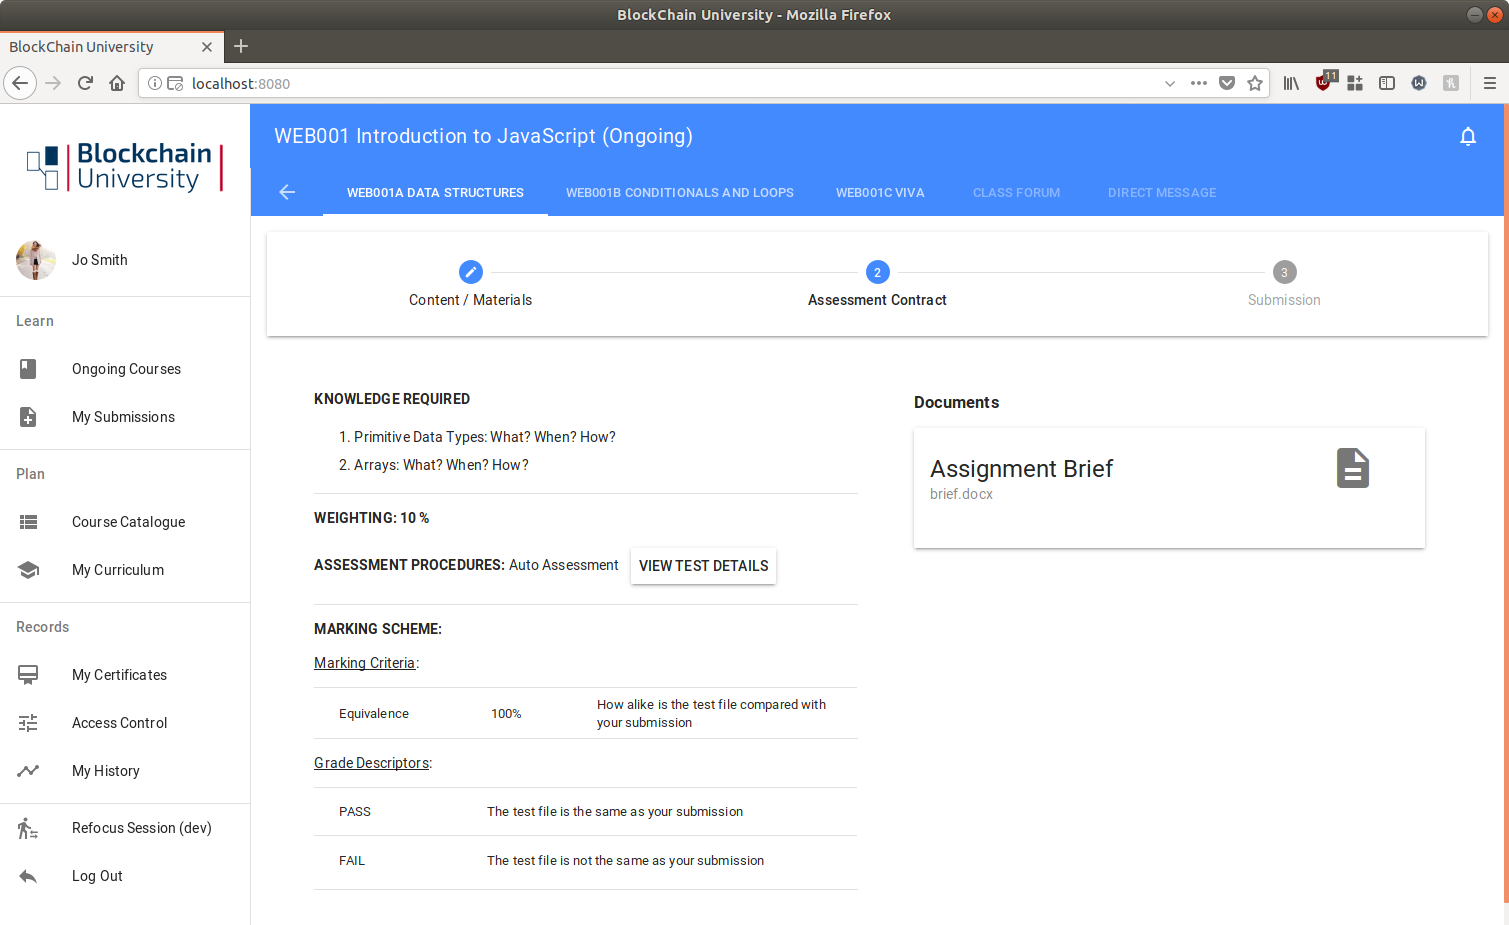 BlockChain University - Mozilla Firefox
BlockChain University
localhost:8080
11
Blockchain
University
WEB001 Introduction to JavaScript (Ongoing)
WEB001A DATA STRUCTURES
WEB001B CONDITIONALS AND LOOPS
WEB001C VIVA
CLASS FORUM
DIRECT MESSAGE
Jo Smith
Learn
Ongoing Courses
My Submissions
Plan
Course Catalogue
My Curriculum
Records
My Certificates
Access Control
My History
Refocus Session (dev)
Log Out
Content / Materials
2
Assessment Contract
3
Submission
KNOWLEDGE REQUIRED
1. Primitive Data Types: What? When? How?
2. Arrays: What? When? How?
WEIGHTING: 10 %
ASSESSMENT PROCEDURES: Auto Assessment
VIEW TEST DETAILS
MARKING SCHEME:
Marking Criteria:
Equivalence
100%
How alike is the test file compared with
your submission
Grade Descriptors:
PASS
The test file is the same as your submission
FAIL
The test file is not the same as your submission
Documents
Assignment Brief
brief.docx